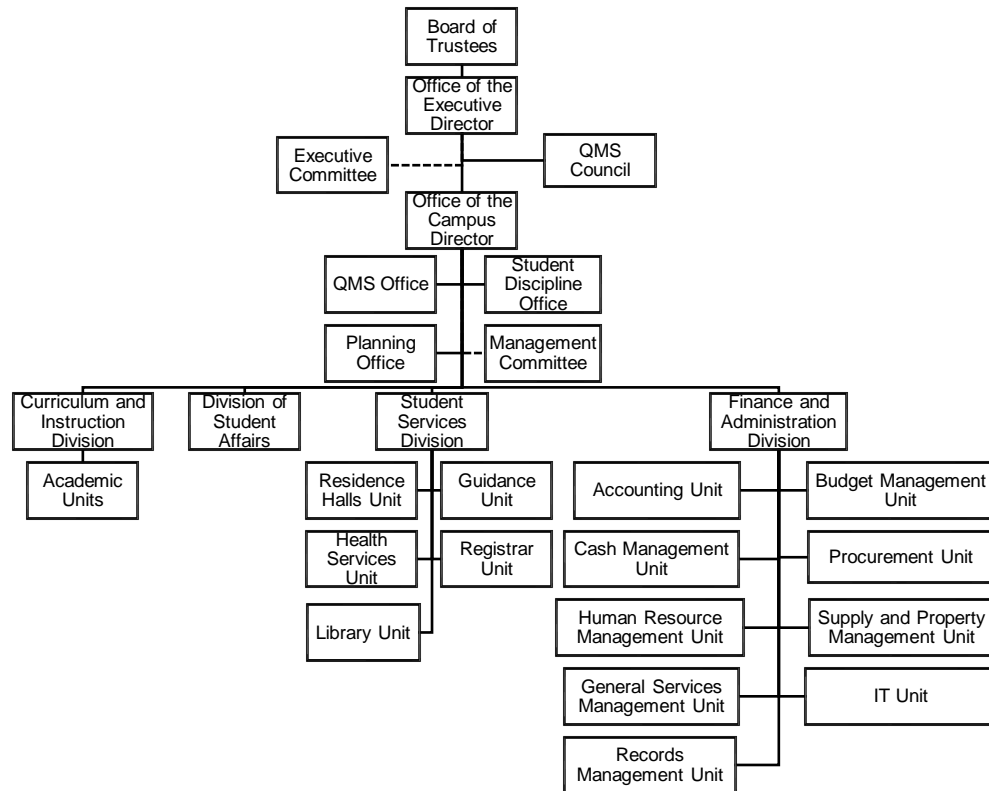 Board of
Trustees
Office of the
Executive
Director
Executive
Committee
QMS
Council
Office of the
Campus
Director
QMS Office
Student
Discipline
Office
Planning
Office
Management
Committee
Curriculum and
Instruction
Division
Division of
Student
Affairs
Student
Services
Division
Finance and
Administration
Division
Academic
Units
Residence
Halls Unit
Guidance
Unit
Accounting Unit
Budget Management
Unit
Health
Services
Unit
Registrar
Unit
Cash Management
Unit
Procurement Unit
Library Unit
Human Resource
Management Unit
Supply and Property
Management Unit
General Services
Management Unit
IT Unit
Records
Management Unit